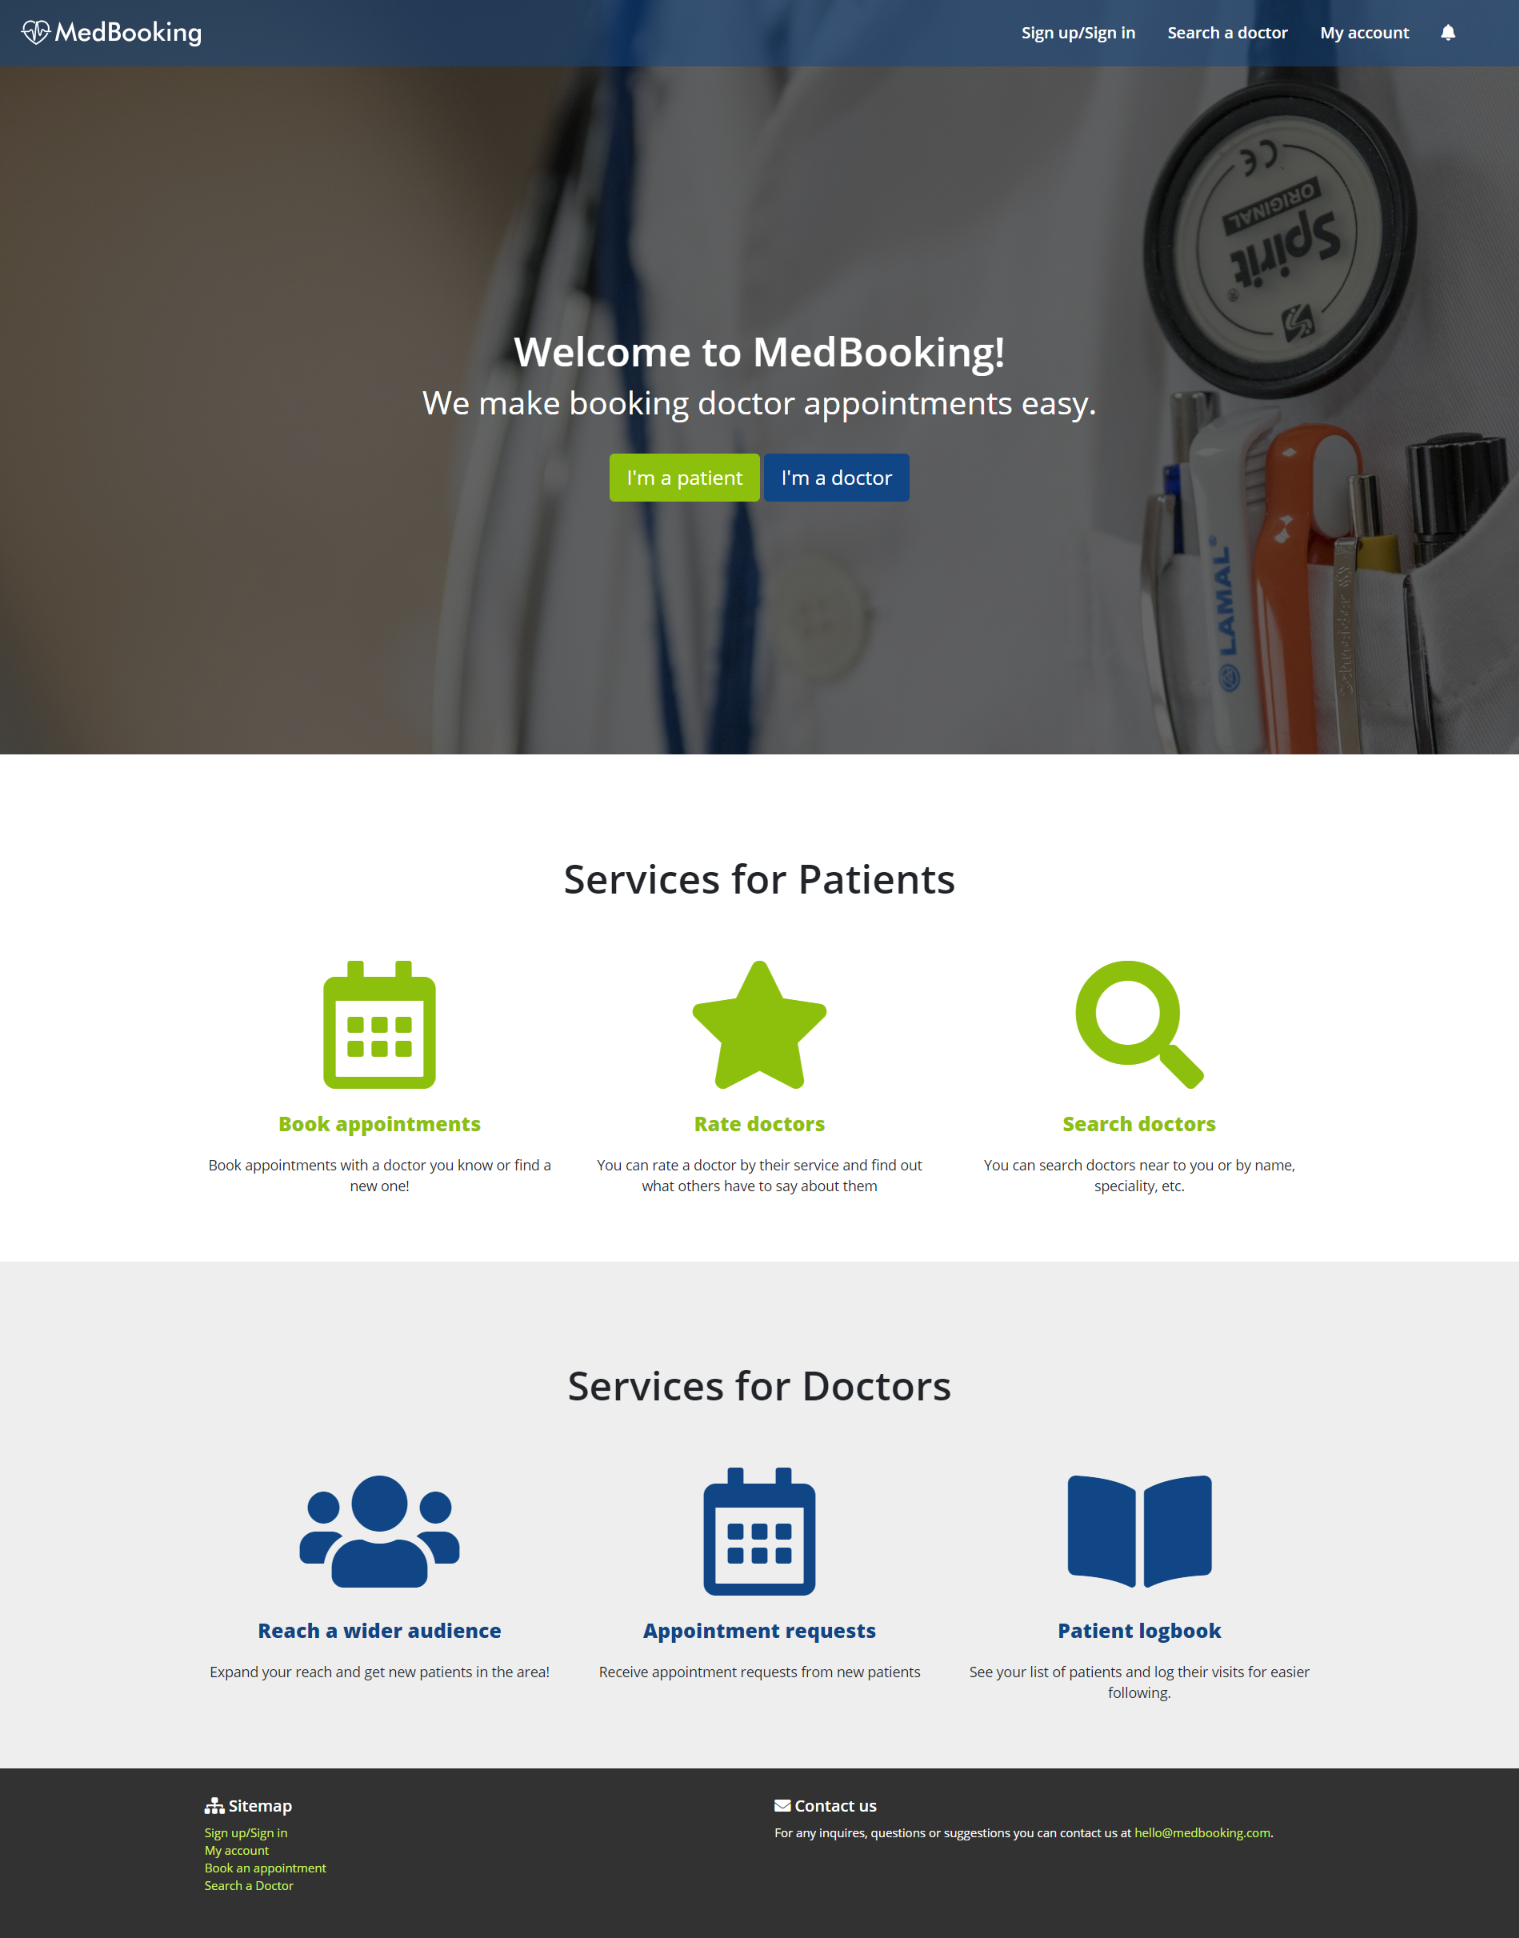 MedBooking
Sign up/Sign in
Search a doctor
My account
CE
ORIGINAL
Spirit
®
Welcome to MedBooking!
We make booking doctor appointments easy.
I'm a patient
I'm a doctor
LAMAL
Services for Patients
Book appointments
Book appointments with a doctor you know or find a
new one!
Rate doctors
You can rate a doctor by their service and find out
what others have to say about them
Search doctors
You can search doctors near to you or by name,
speciality, etc.
Services for Doctors
Reach a wider audience
Expand your reach and get new patients in the area!
Appointment requests
Receive appointment requests from new patients
Patient logbook
See your list of patients and log their visits for easier
following.
Sitemap
Sign up/Sign in
My account
Book an appointment
Search a Doctor
Contact us
For any inquires, questions or suggestions you can contact us at hello@medbooking.com.